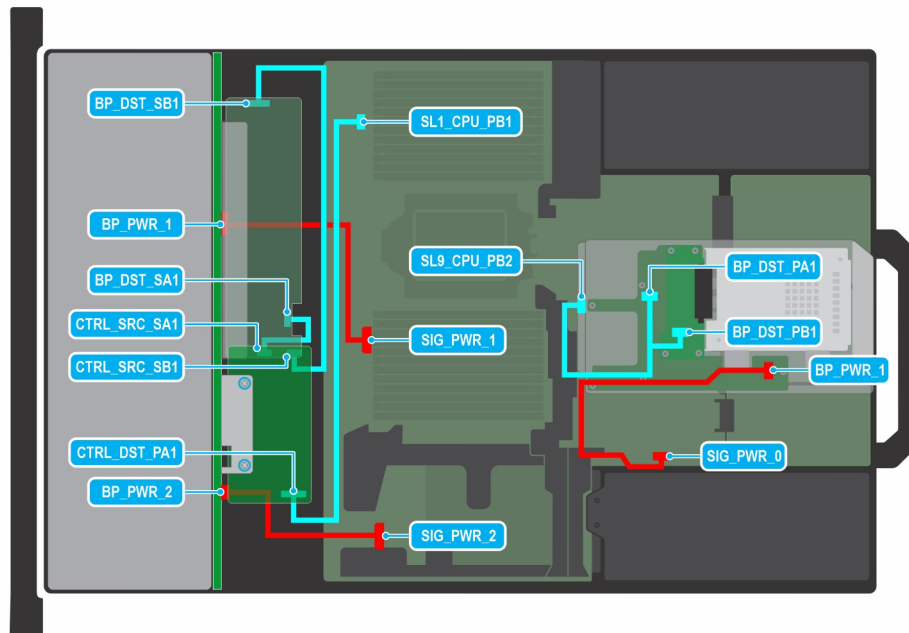 BP_DST_SB1
SL1_CPU_PB1
BP_PWR_1
SL9_CPU_PB2
BP_DST_PA1
BP_DST_SA1
CTRL_SRC_SA1
BP_DST_PB1
SIG_PWR_1
CTRL_SRC_SB1
BP_PWR_1
CTRL_DST_PA1
SIG_PWR_0
BP_PWR_2
SIG_PWR_2